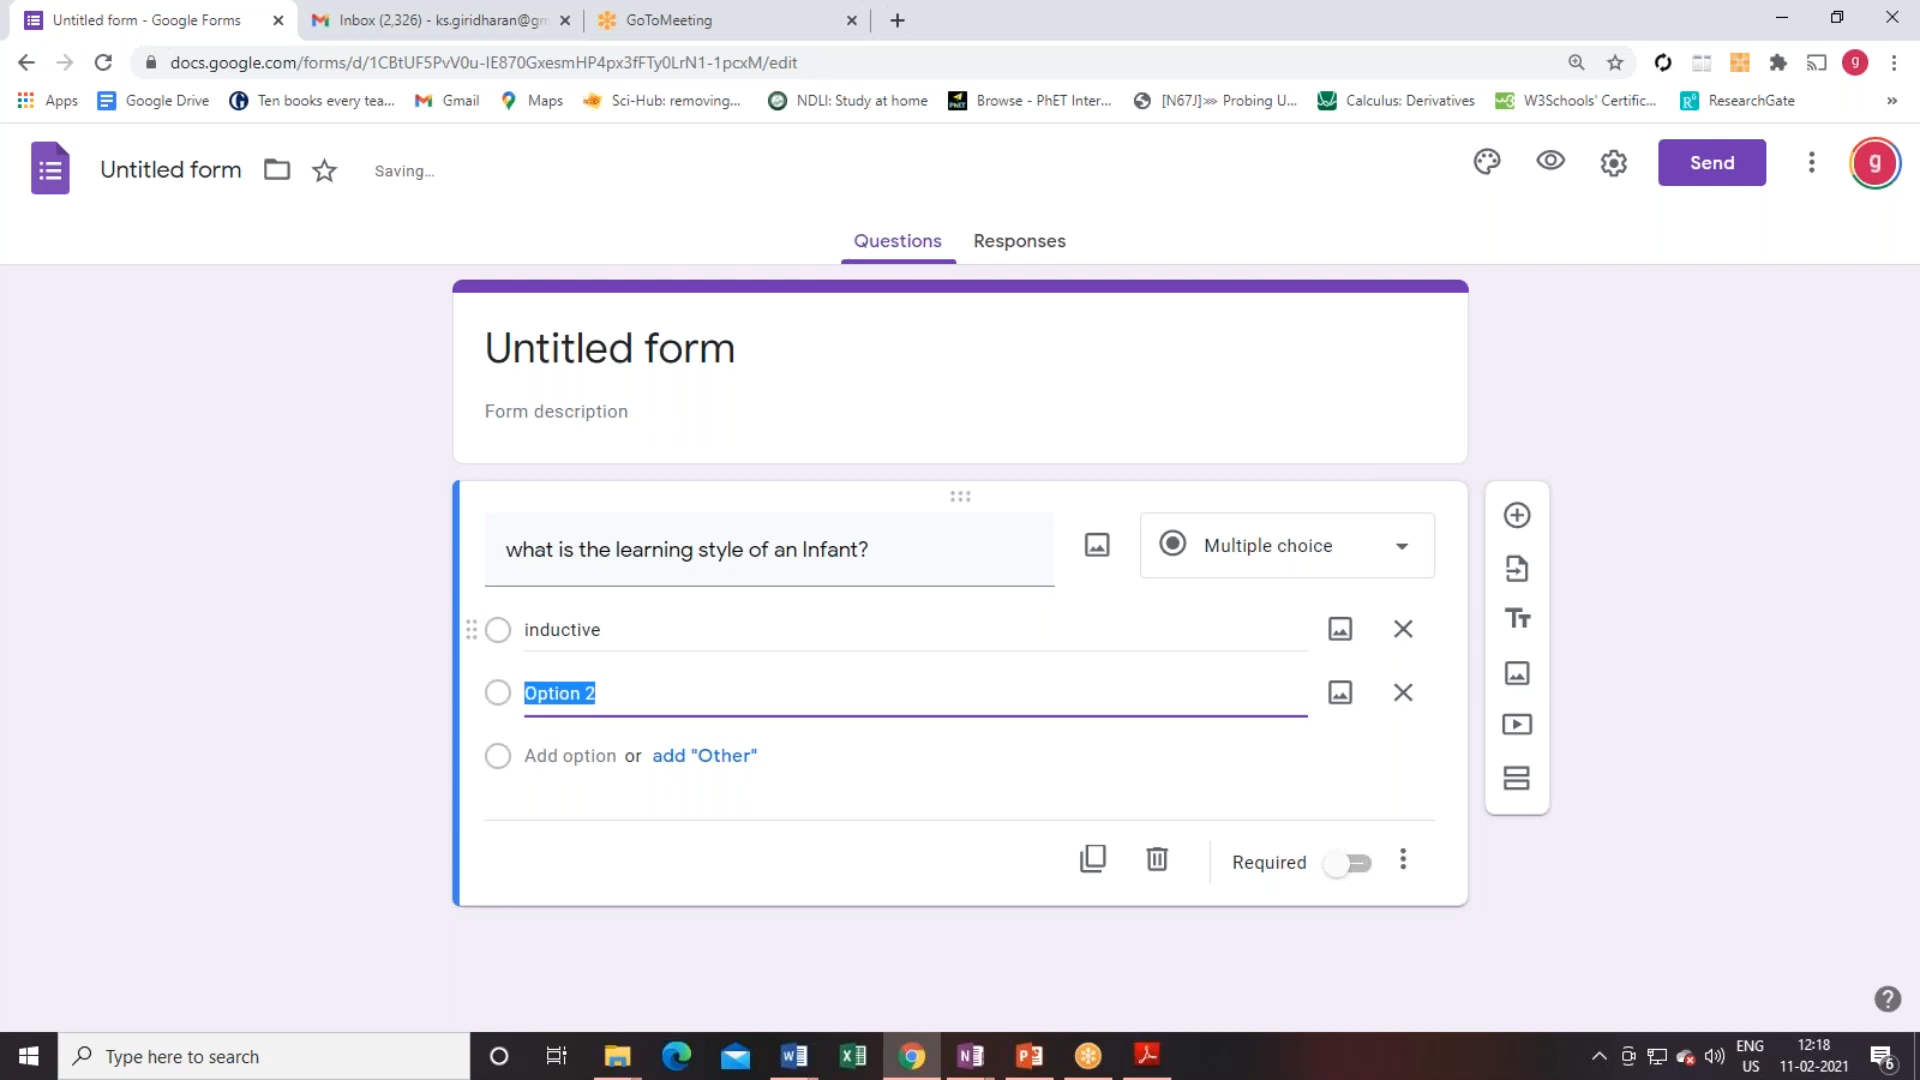 Untitled form - Google Forms
Inbox (2,326) - ks.giridharan@gm
GoToMeeting
docs.google.com/forms/d/1CBtUF5PvV0u-IE870GxesmHP4px3fFTy0LrN1-1pcxM/edit
g
Apps
Google Drive
Ten books every tea...
Gmail
Maps
Sci-Hub: removing...
NDLI: Study at home
Browse - PhET Inter...
[N67J]⋙ Probing U...
Calculus: Derivatives
W3Schools' Certific...
ResearchGate
»
Untitled form
Saving...
Send
g
Questions
Responses
Untitled form
Form description
what is the learning style of an Infant?
Multiple choice
inductive
Option 2
Add option or add "Other"
Required
Type here to search
ENG
US
12:18
11-02-2021
6